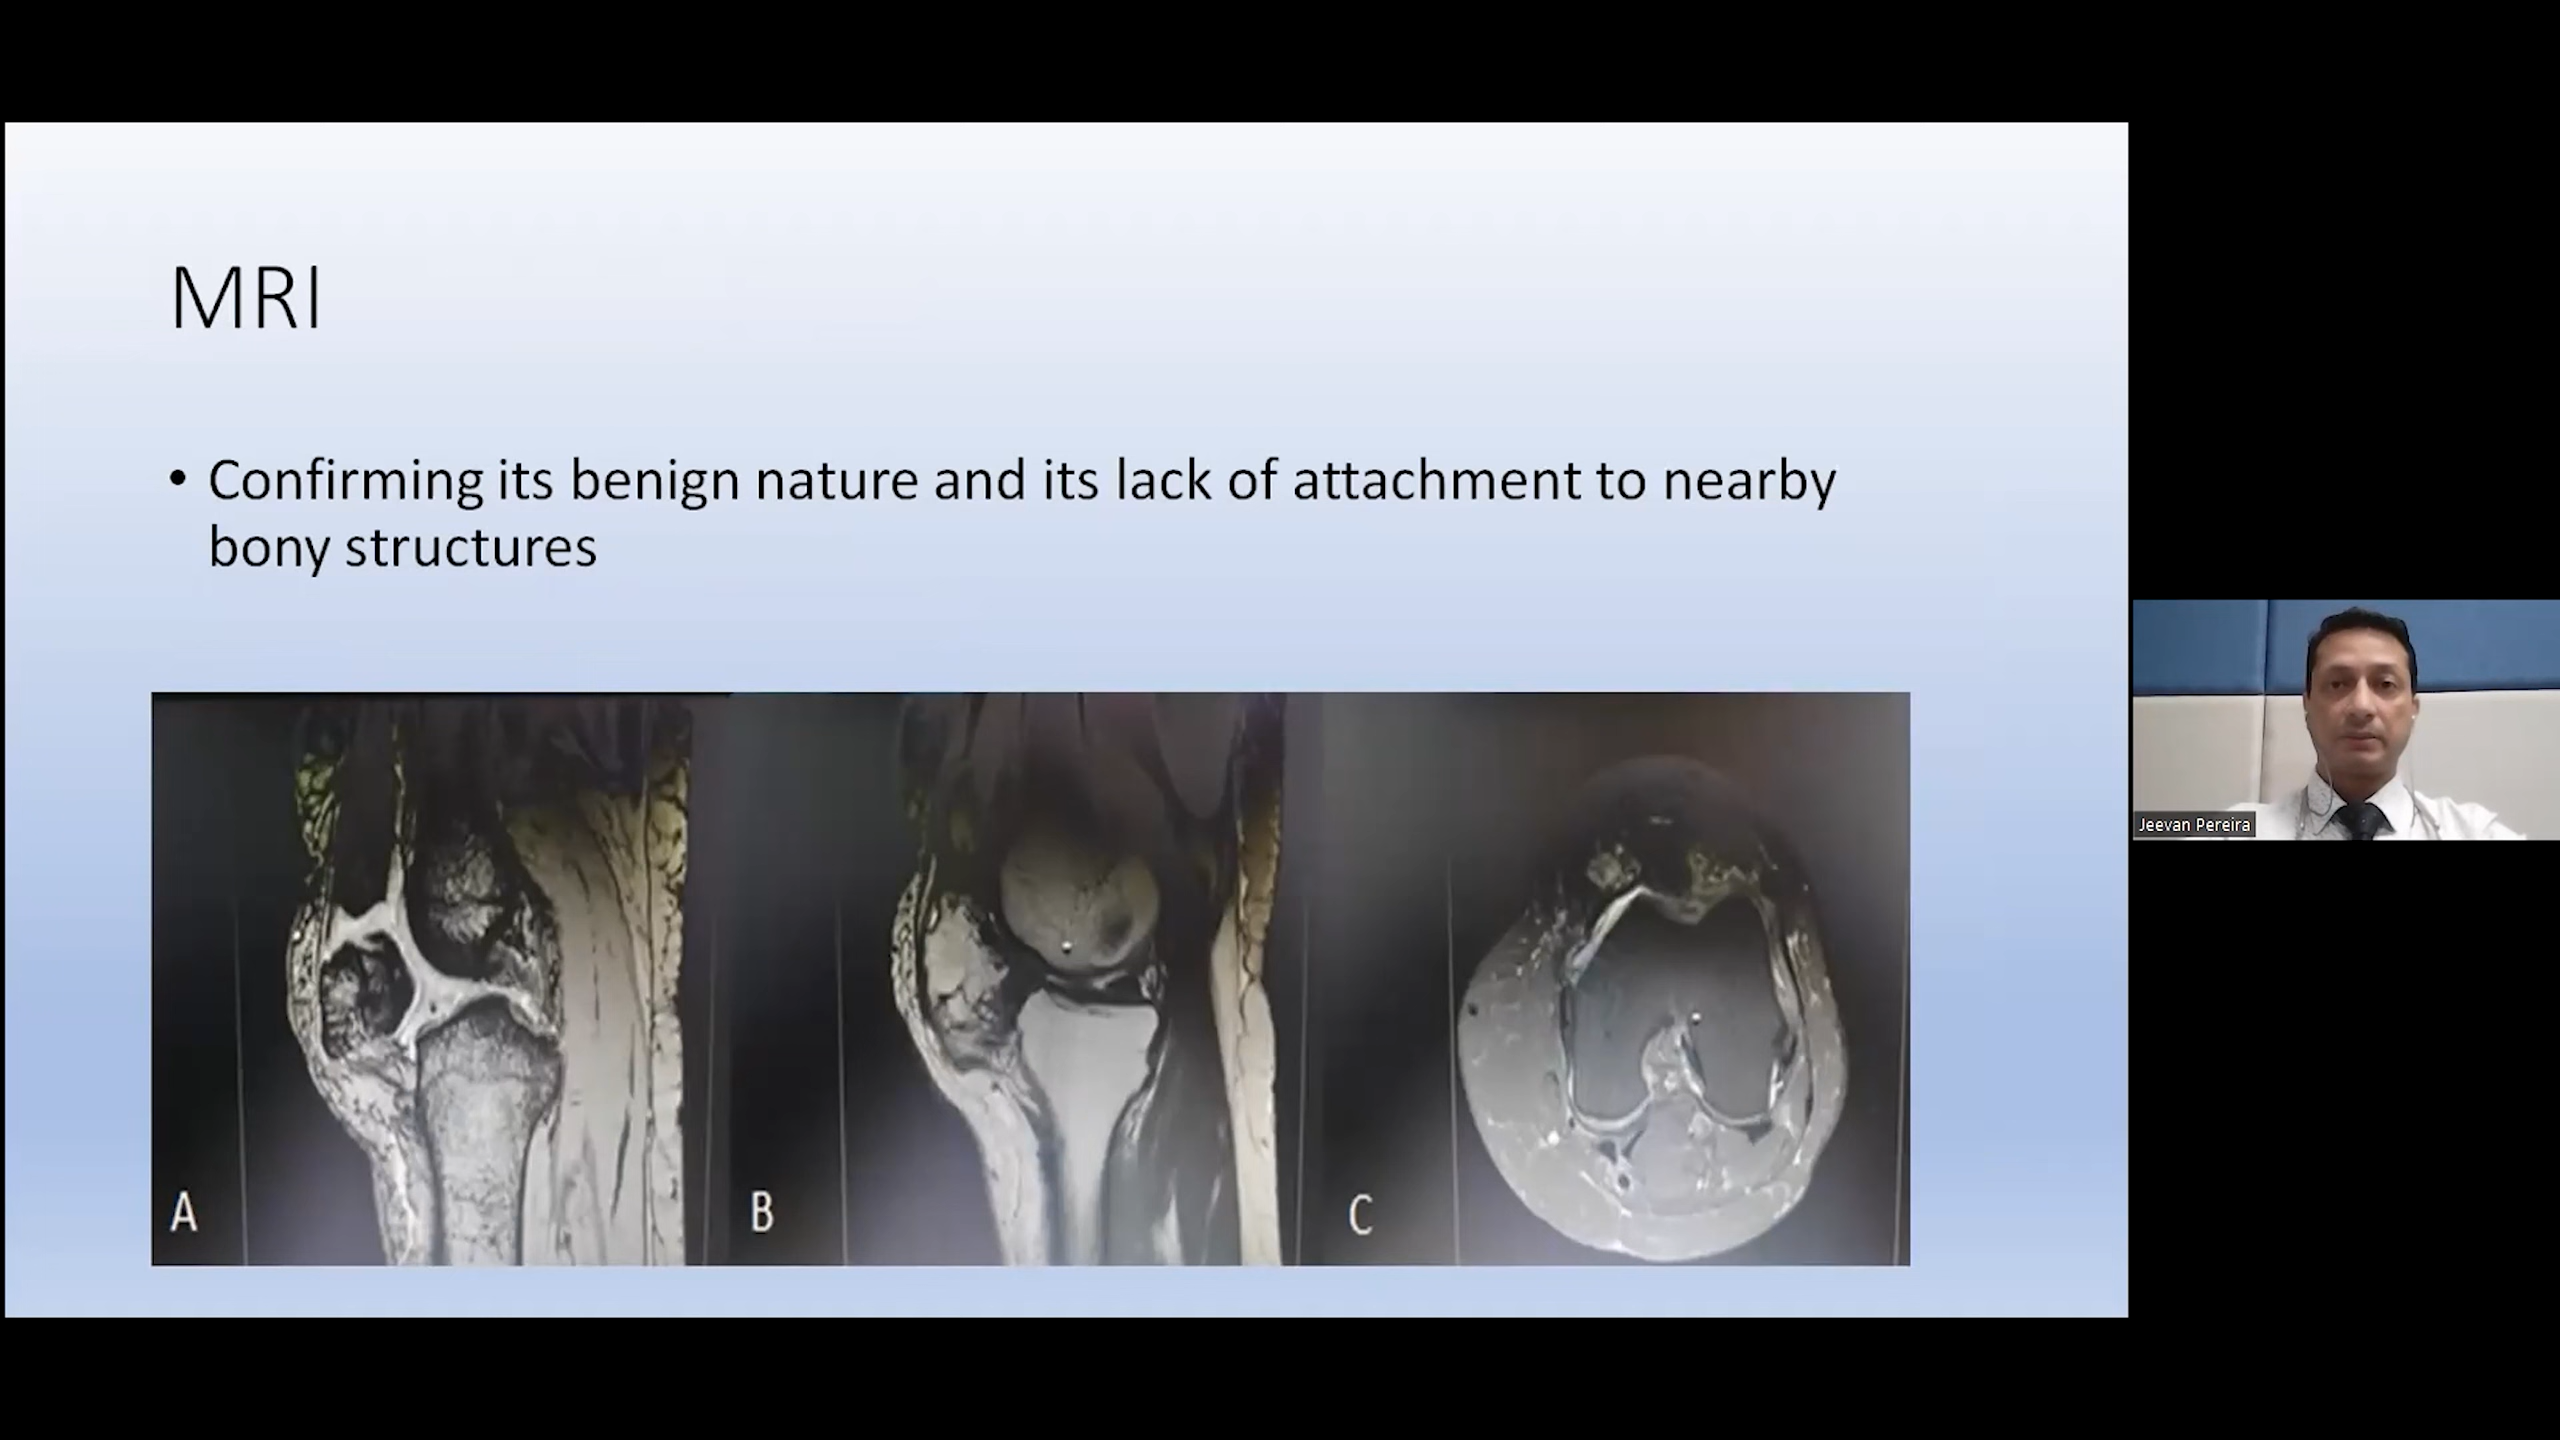 MRI
• Confirming its benign nature and its lack of attachment to nearby
bony structures
A
B
C
Jeevan Pereira